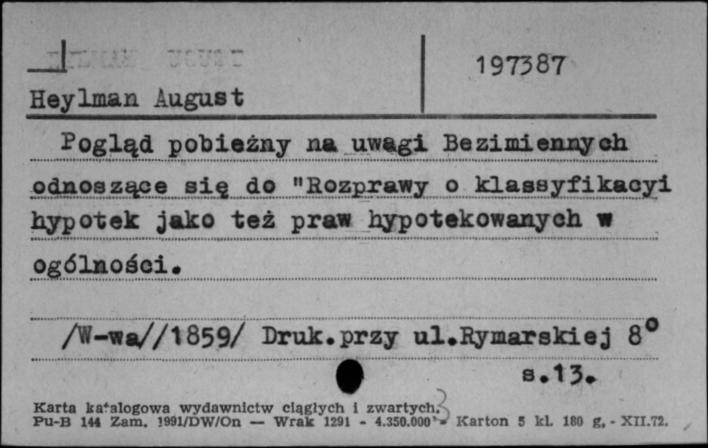 197387
Heylman August
Pogląd pobieżny na uwagi Bezimiennych
odnoszące się do "Rozprawy o klassyfikacyi
hypotek jako też praw hypotekowanych w
ogólności.
/W-wa//1859/ Druk.przy ul.Rymarskiej 8°
s.13.
Karta katalogowa wydawnictw ciągłych i zwartych.
Pu-B 144 Zam. 1991/DW/On — Wrak 1291 - 4.350.000 - Karton 5 kl. 180 g. - XII.72.